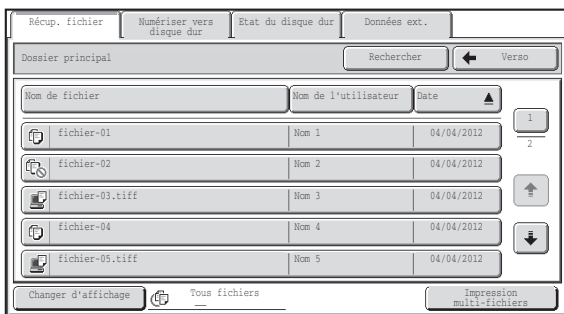 Récup. fichier
Numériser vers
disque dur
Etat du disque dur
Données ext.
Dossier principal
Rechercher
Verso
Nom de fichier
Nom de l'utilisateur
Date
1
2
fichier-01 Nom 1 04/04/2012
fichier-02 Nom 2 04/04/2012
fichier-03.tiff Nom 3 04/04/2012
fichier-04 Nom 4 04/04/2012
fichier-05.tiff Nom 5 04/04/2012
Changer d'affichage
Tous fichiers
Impression
multi-fichiers